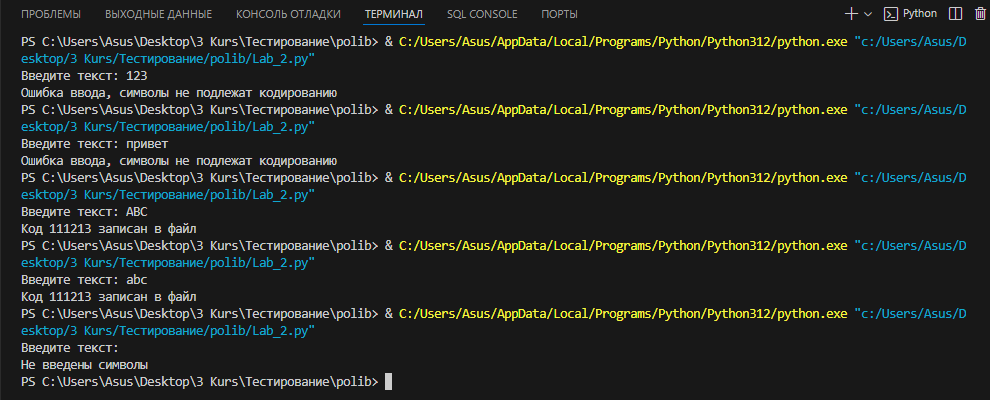 ПРОБЛЕМЫ ВЫХОДНЫЕ ДАННЫЕ КОНСОЛЬ ОТЛАДКИ ТЕРМИНАЛ SQL CONSOLE ПОРТЫ Python
PS C:\Users\Asus\Desktop\3 Kurs\Тестирование\polib> & C:/Users/Asus/AppData/Local/Programs/Python/Python312/python.exe "c:/Users/Asus/D
esktop/3 Kurs/Тестирование/polib/Lab_2.py"
Введите текст: 123
Ошибка ввода, символы не подлежат кодированию
PS C:\Users\Asus\Desktop\3 Kurs\Тестирование\polib> & C:/Users/Asus/AppData/Local/Programs/Python/Python312/python.exe "c:/Users/Asus/D
esktop/3 Kurs/Тестирование/polib/Lab_2.py"
Введите текст: привет
Ошибка ввода, символы не подлежат кодированию
PS C:\Users\Asus\Desktop\3 Kurs\Тестирование\polib> & C:/Users/Asus/AppData/Local/Programs/Python/Python312/python.exe "c:/Users/Asus/D
esktop/3 Kurs/Тестирование/polib/Lab_2.py"
Введите текст: ABC
Код 111213 записан в файл
PS C:\Users\Asus\Desktop\3 Kurs\Тестирование\polib> & C:/Users/Asus/AppData/Local/Programs/Python/Python312/python.exe "c:/Users/Asus/D
esktop/3 Kurs/Тестирование/polib/Lab_2.py"
Введите текст: abc
Код 111213 записан в файл
PS C:\Users\Asus\Desktop\3 Kurs\Тестирование\polib> & C:/Users/Asus/AppData/Local/Programs/Python/Python312/python.exe "c:/Users/Asus/D
esktop/3 Kurs/Тестирование/polib/Lab_2.py"
Введите текст:
Не введены символы
PS C:\Users\Asus\Desktop\3 Kurs\Тестирование\polib>